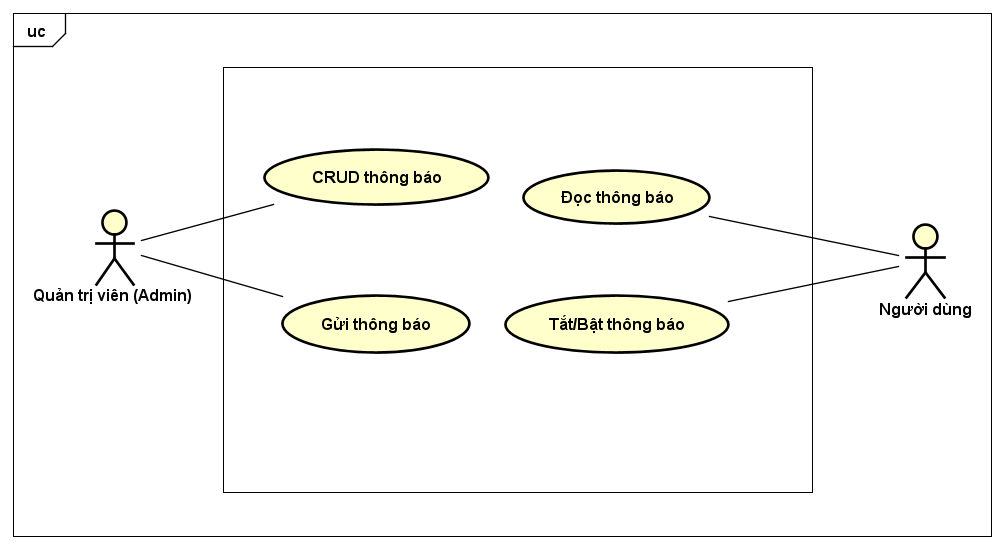 uc
CRUD thông báo
Đọc thông báo
Quản trị viên (Admin)
Người dùng
Gửi thông báo
Tắt/Bật thông báo